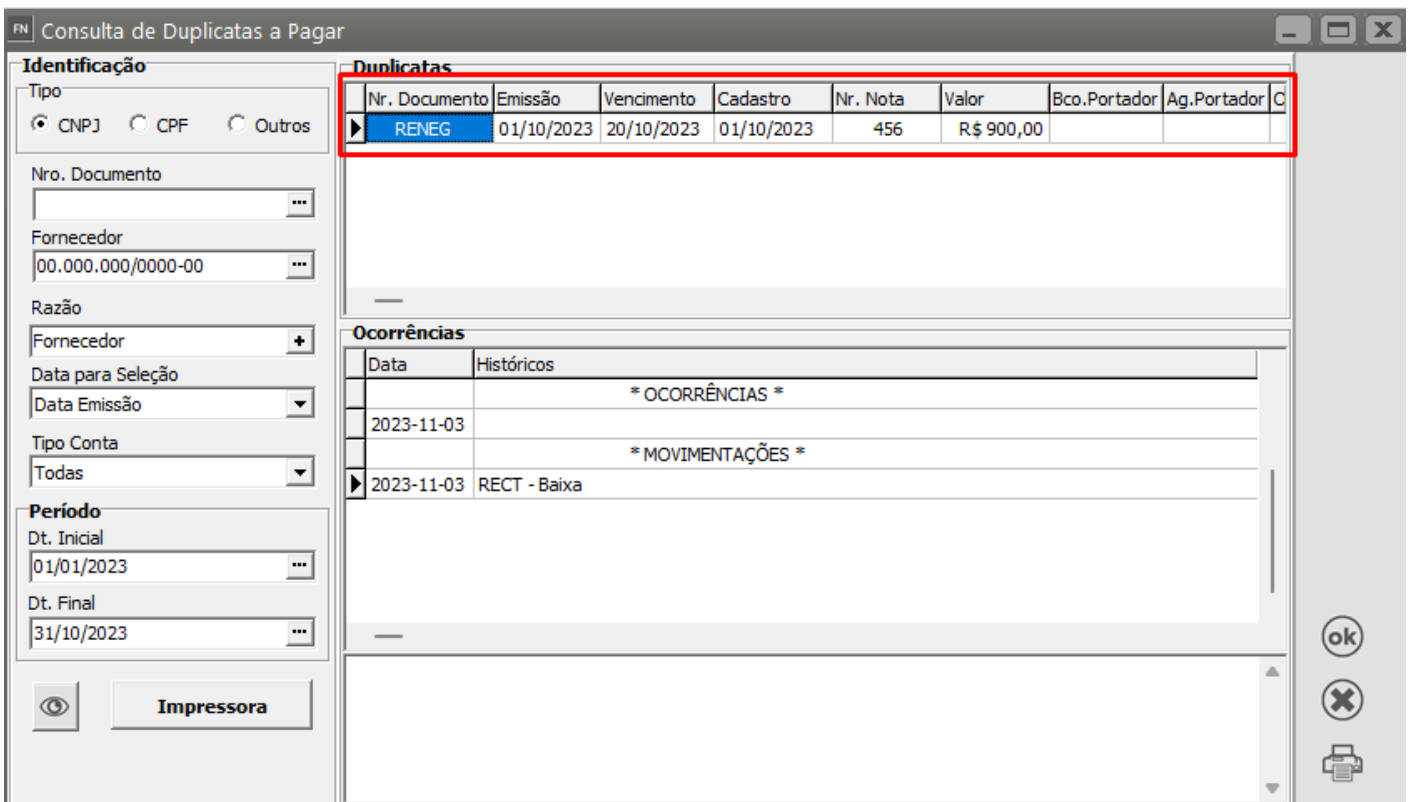 FN Consulta de Duplicatas a Pagar
Identificação
Tipo
CNPJ CPF Outros
Nro. Documento
Fornecedor
00.000.000/0000-00
Razão
Fornecedor
Data para Seleção
Data Emissão
Tipo Conta
Todas
Período
Dt. Inicial
01/01/2023
Dt. Final
31/10/2023
Impressora
Duplicatas
Nr. Documento Emissão Vencimento Cadastro Nr. Nota Valor Bco.Portador Ag.Portador C
RENEG 01/10/2023 20/10/2023 01/10/2023 456 R$ 900,00
Ocorrências
Data Históricos
* OCORRÊNCIAS *
2023-11-03
* MOVIMENTAÇÕES *
2023-11-03 RECT - Baixa
ok